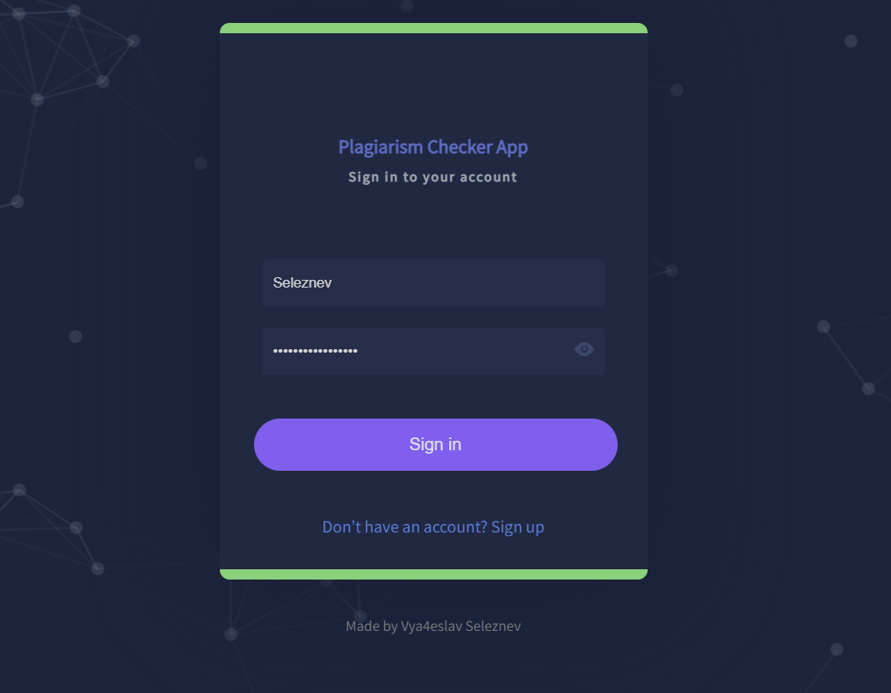 Plagiarism Checker App
Sign in to your account
Seleznev
•••••••••••••••••
Sign in
Don’t have an account? Sign up
Made by Vya4eslav Seleznev